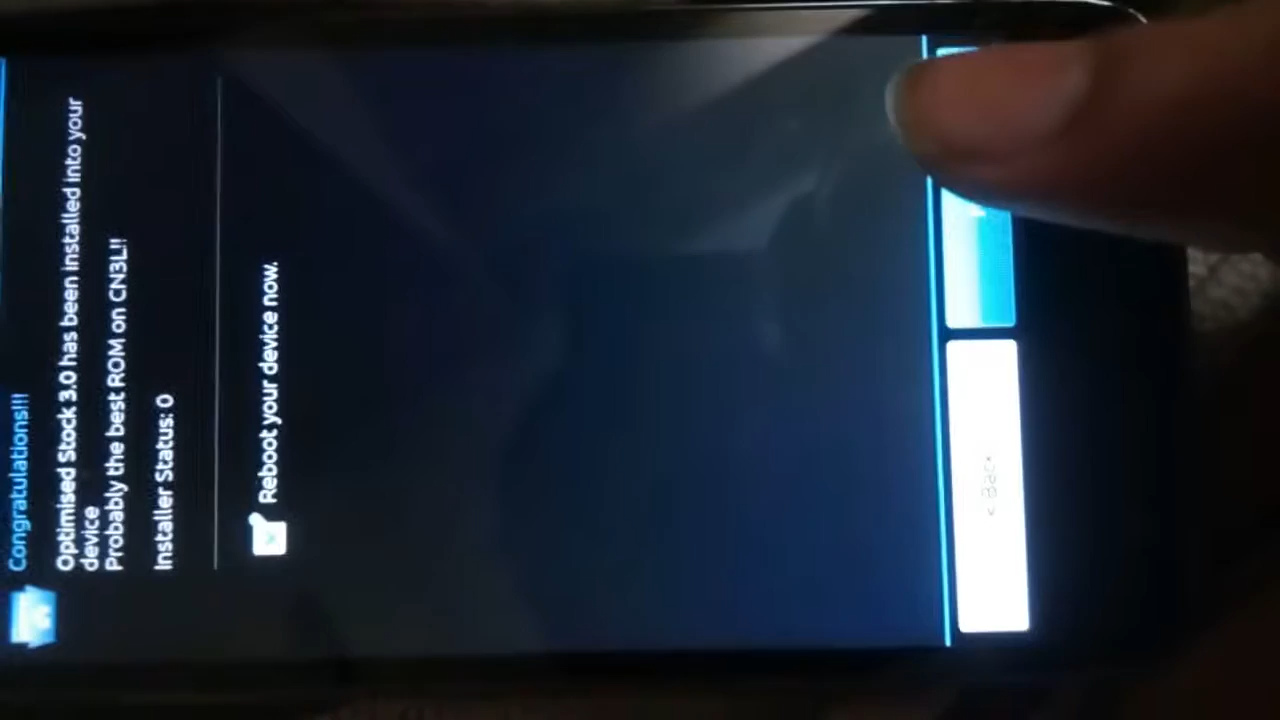 Congratulations!!!
Optimised Stock 3.0 has been installed into your
device
Probably the best ROM on CN3L!!
Installer Status: 0
Reboot your device now.
< Back